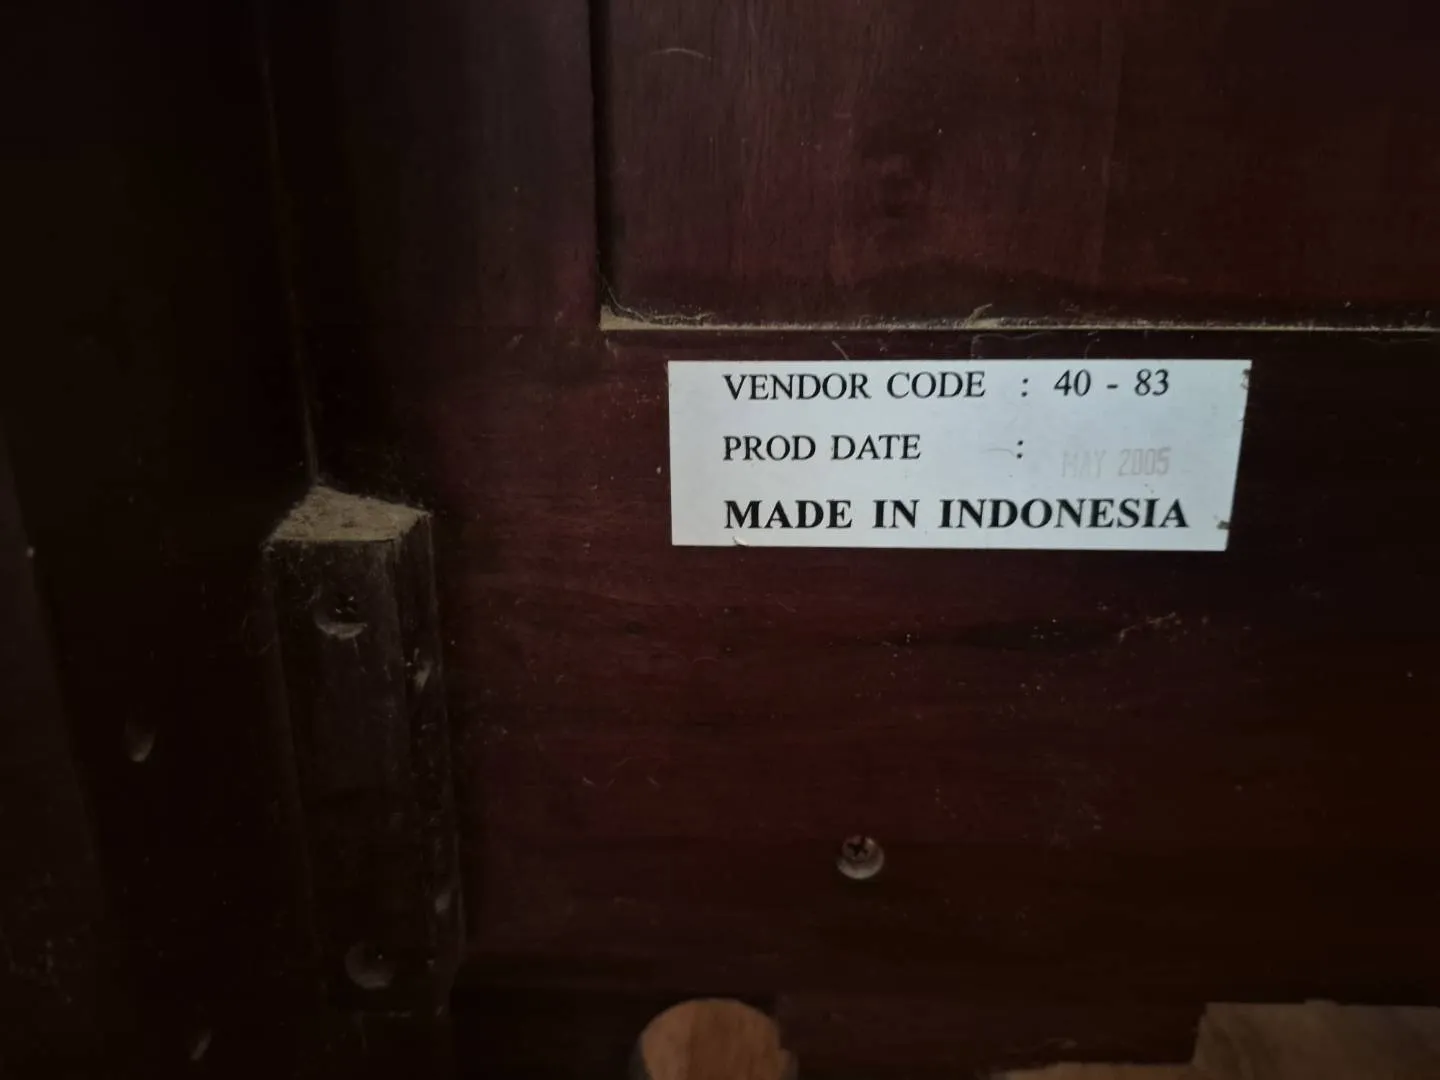 VENDOR CODE : 40 - 83
PROD DATE : MAY 2005
MADE IN INDONESIA